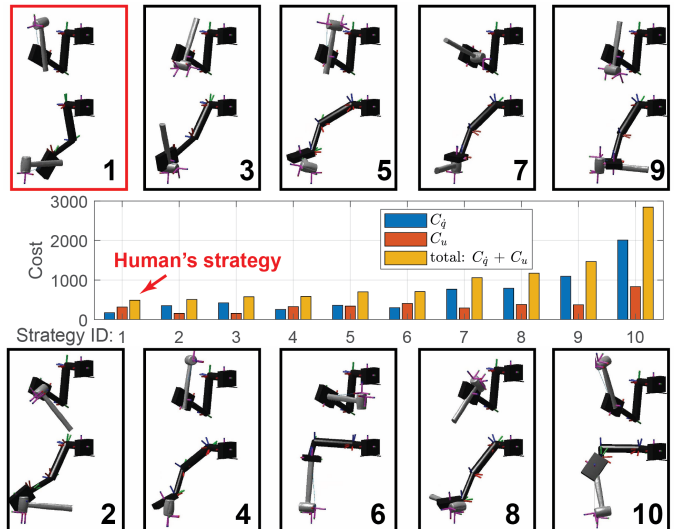 1
3
5
7
9
3000
2000
1000
0
Cost
Human's strategy
C_q̇
C_u
total: C_q̇ + C_u
Strategy ID: 1 2 3 4 5 6 7 8 9 10
2
4
6
8
10